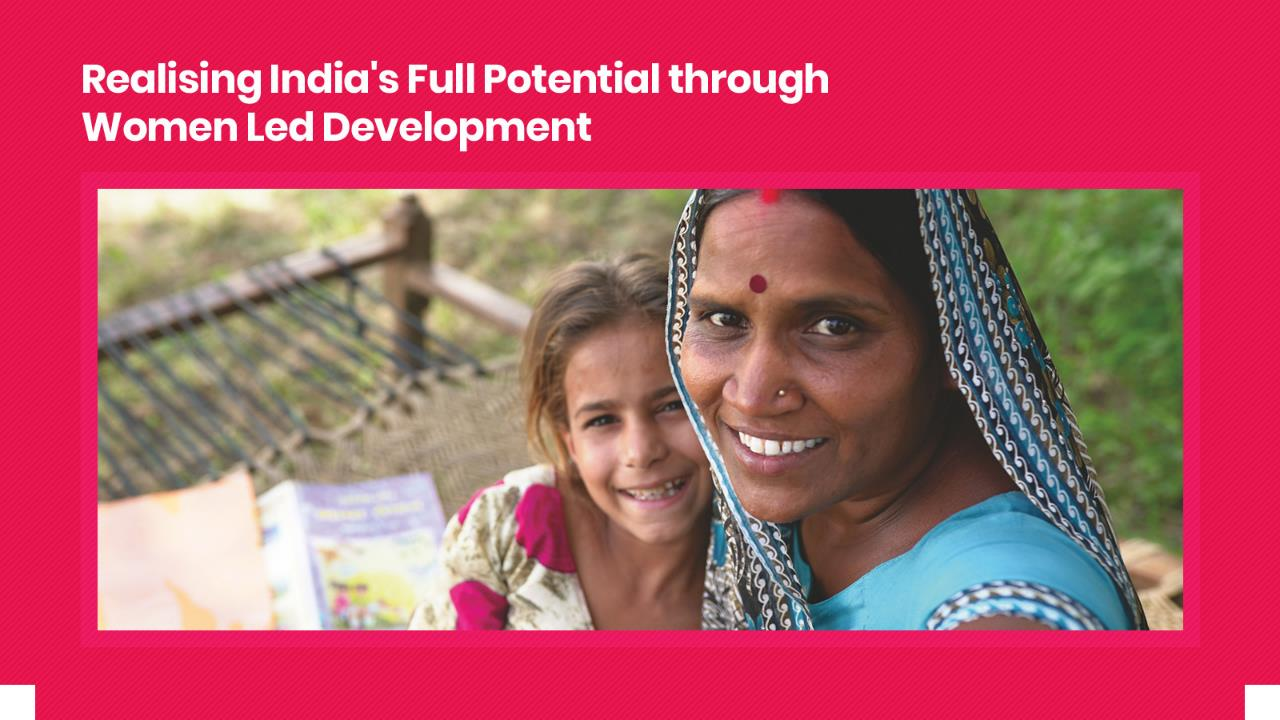 Realising India's Full Potential through
Women Led Development